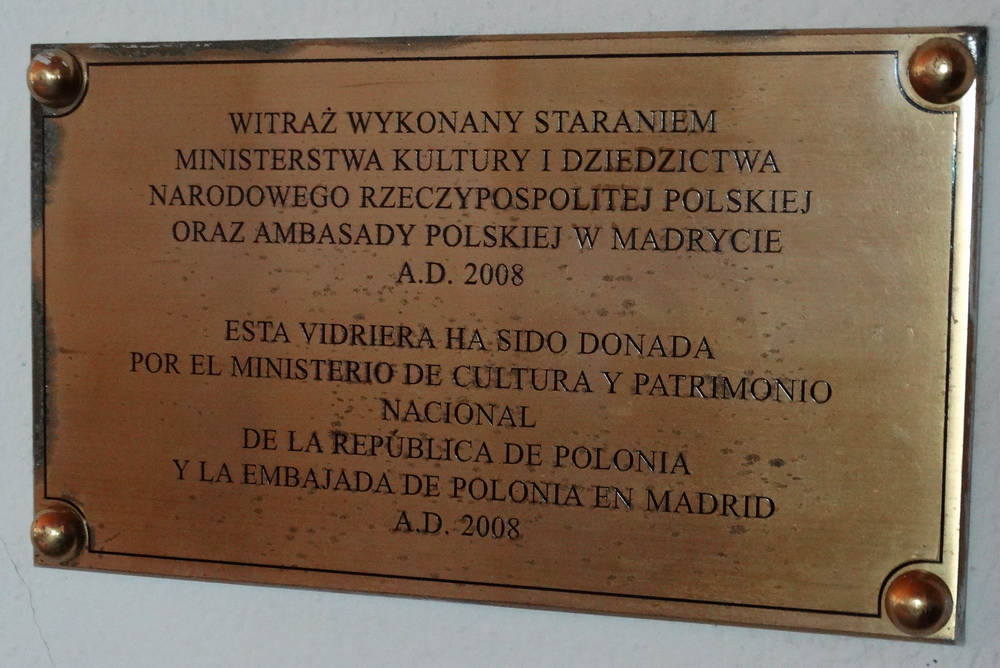 WITRAŻ WYKONANY STARANIEM
MINISTERSTWA KULTURY I DZIEDZICTWA
NARODOWEGO RZECZYPOSPOLITEJ POLSKIEJ
ORAZ AMBASADY POLSKIEJ W MADRYCIE
A.D. 2008
ESTA VIDRIERA HA SIDO DONADA
POR EL MINISTERIO DE CULTURA Y PATRIMONIO
NACIONAL
DE LA REPÚBLICA DE POLONIA
Y LA EMBAJADA DE POLONIA EN MADRID
A.D. 2008